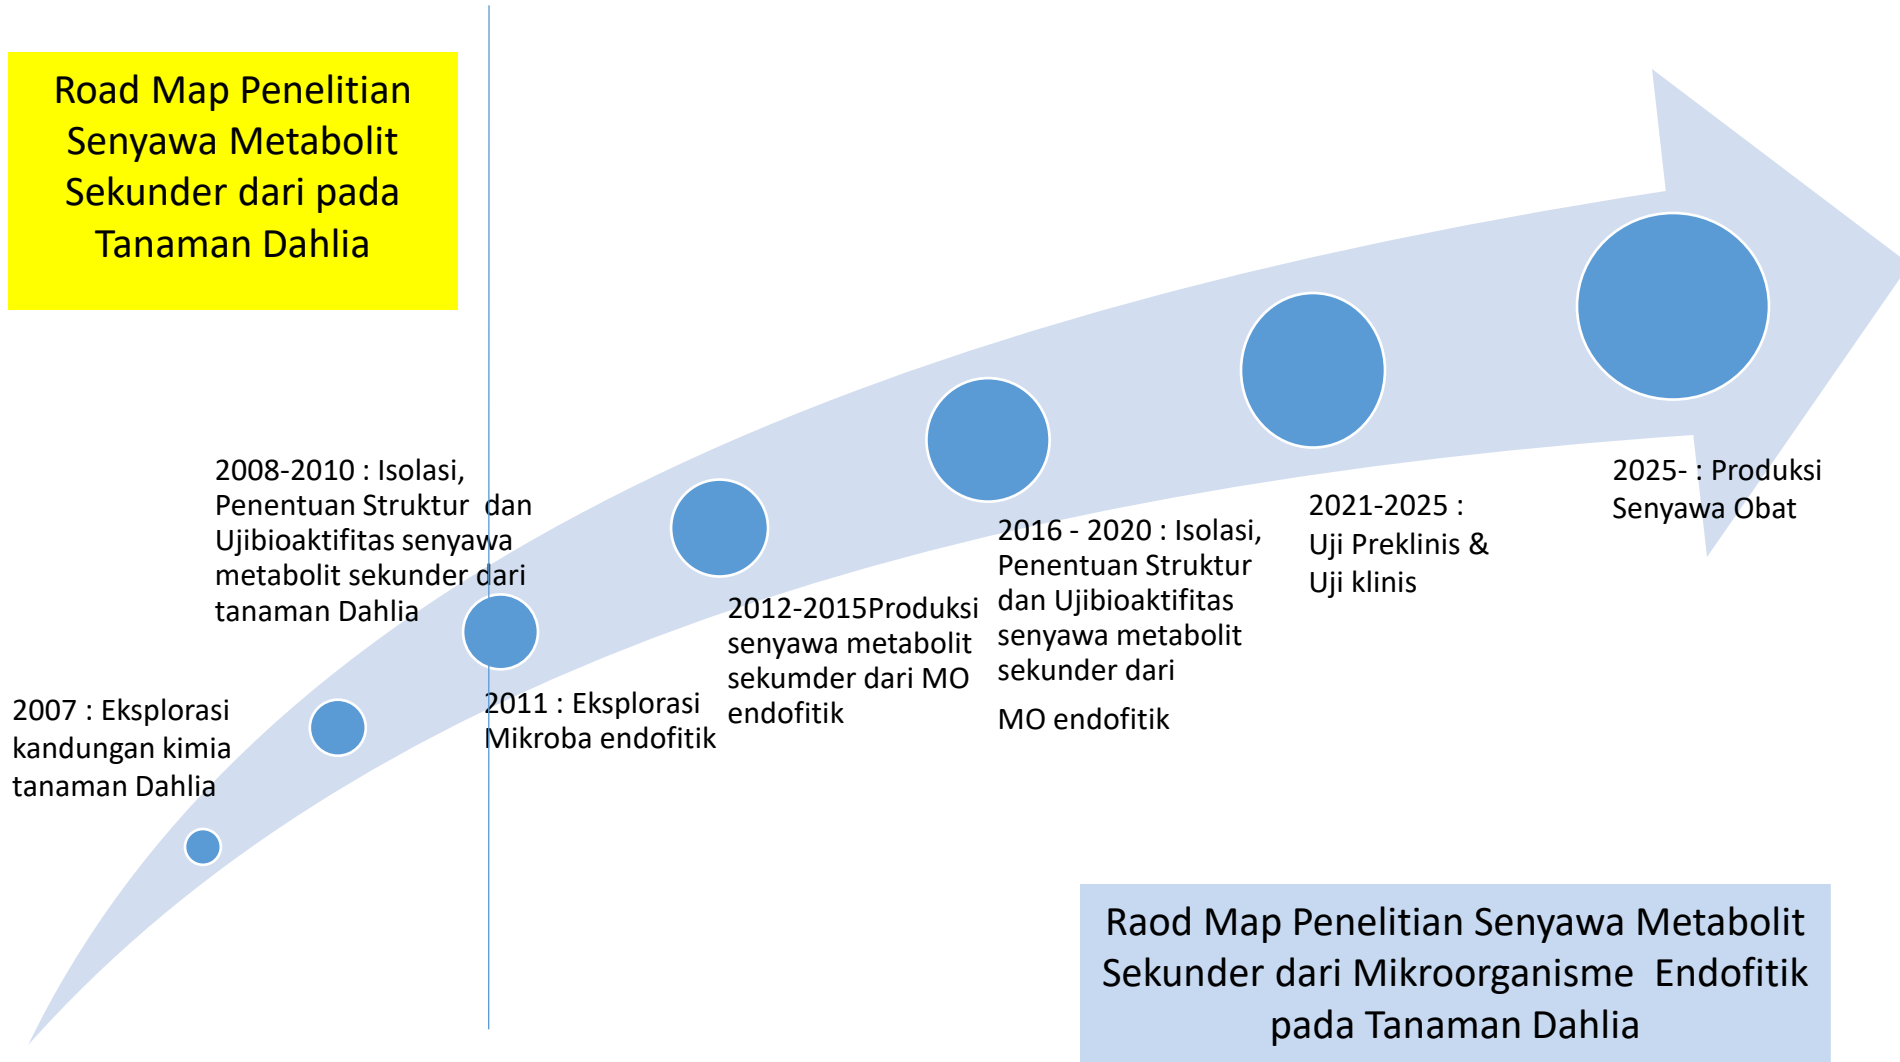 Road Map Penelitian
Senyawa Metabolit
Sekunder dari pada
Tanaman Dahlia
2007 : Eksplorasi
kandungan kimia
tanaman Dahlia
2008-2010 : Isolasi,
Penentuan Struktur dan
Ujibioaktifitas senyawa
metabolit sekunder dari
tanaman Dahlia
2011 : Eksplorasi
Mikroba endofitik
2012-2015Produksi
senyawa metabolit
sekumder dari MO
endofitik
2016 - 2020 : Isolasi,
Penentuan Struktur
dan Ujibioaktifitas
senyawa metabolit
sekunder dari
MO endofitik
2021-2025 :
Uji Preklinis &
Uji klinis
2025- : Produksi
Senyawa Obat
Raod Map Penelitian Senyawa Metabolit
Sekunder dari Mikroorganisme Endofitik
pada Tanaman Dahlia